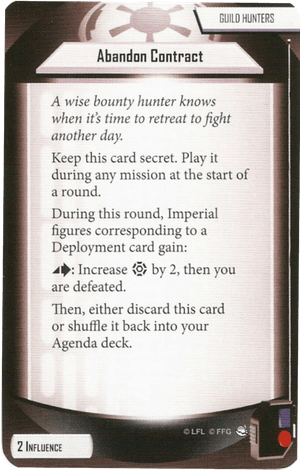 GUILD HUNTERS
Abandon Contract
A wise bounty hunter knows
when it's time to retreat to fight
another day.
Keep this card secret. Play it
during any mission at the start of
a round.
During this round, Imperial
figures corresponding to a
Deployment card gain:
: Increase by 2, then you
are defeated.
Then, either discard this card
or shuffle it back into your
Agenda deck.
© LFL © FFG
2 INFLUENCE